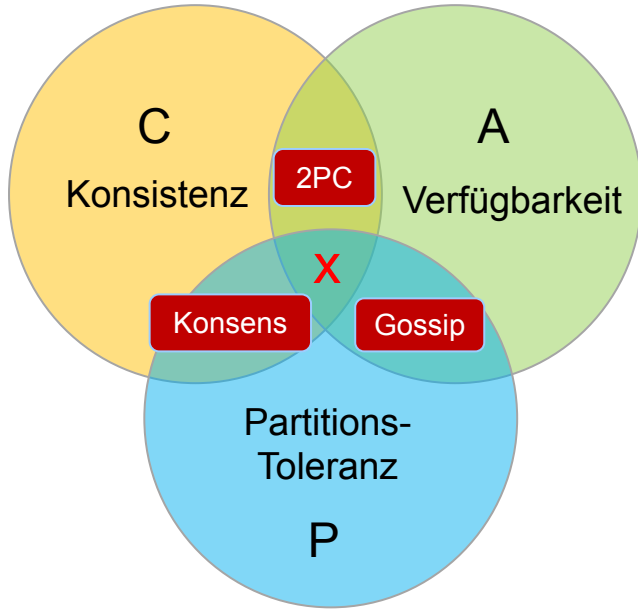 C
Konsistenz
A
Verfügbarkeit
2PC
X
Konsens
Gossip
Partitions-
Toleranz
P